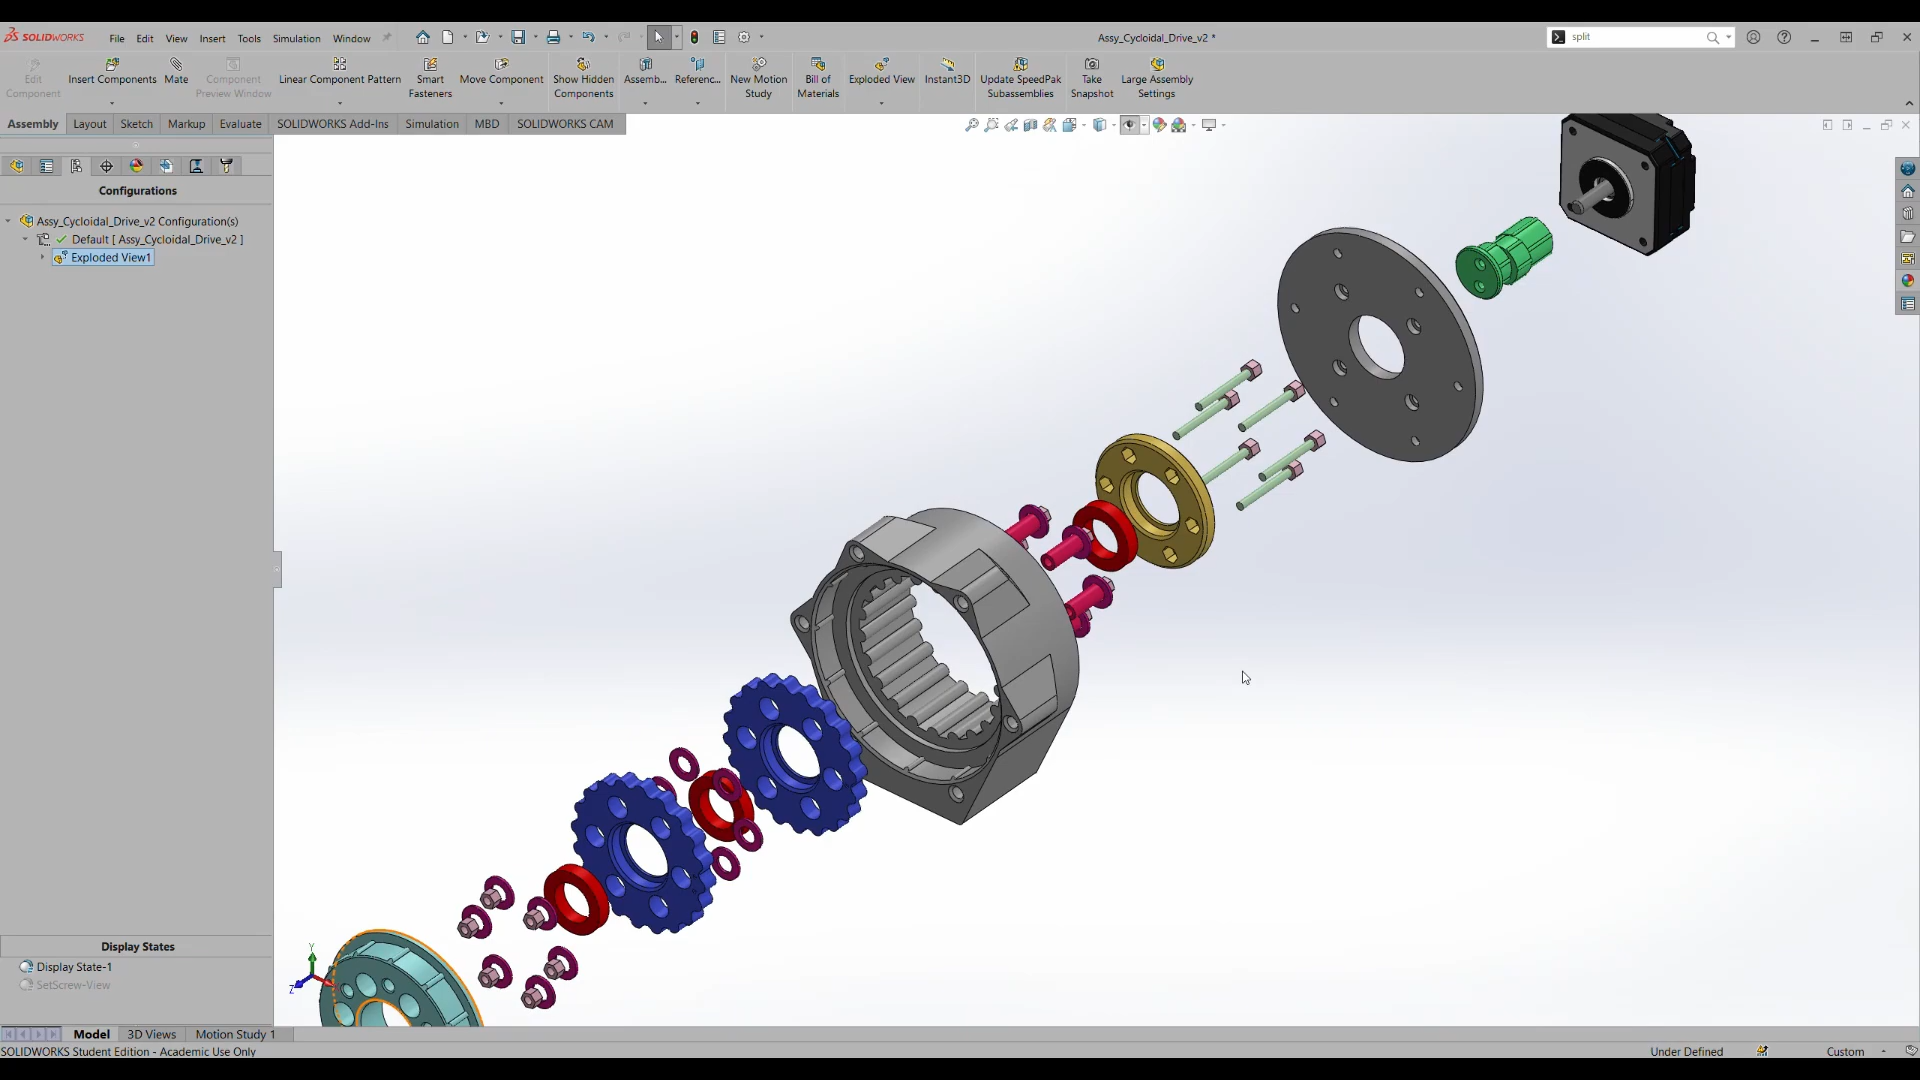 SOLIDWORKS File Edit View Insert Tools Simulation Window Assy_Cycloidal_Drive_v2 * split
Edit Component Insert Components Mate Component Preview Window Linear Component Pattern Smart Fasteners Move Component Show Hidden Components Assemb... Referenc... New Motion Study Bill of Materials Exploded View Instant3D Update SpeedPak Subassemblies Take Snapshot Large Assembly Settings
Assembly Layout Sketch Markup Evaluate SOLIDWORKS Add-Ins Simulation MBD SOLIDWORKS CAM
Configurations
Assy_Cycloidal_Drive_v2 Configuration(s)
Default [ Assy_Cycloidal_Drive_v2 ]
Exploded View1
Display States
Display State-1
SetScrew-View
Y
Z
Model 3D Views Motion Study 1
SOLIDWORKS Student Edition - Academic Use Only Under Defined Custom